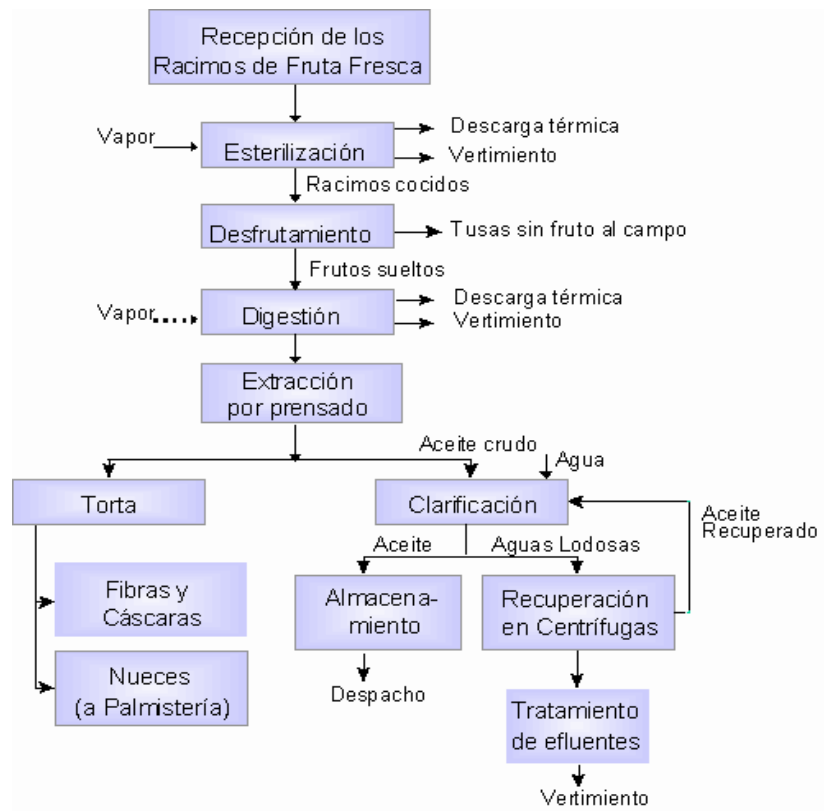 Recepción de los
Racimos de Fruta Fresca
Vapor
Esterilización
Descarga térmica
Vertimiento
Racimos cocidos
Desfrutamiento
Tusas sin fruto al campo
Frutos sueltos
Vapor
Digestión
Descarga térmica
Vertimiento
Extracción
por prensado
Aceite crudo
Agua
Torta
Clarificación
Aceite
Recuperado
Aceite
Aguas Lodosas
Fibras y
Cáscaras
Almacena-
miento
Recuperación
en Centrífugas
Nueces
(a Palmistería)
Despacho
Tratamiento
de efluentes
Vertimiento